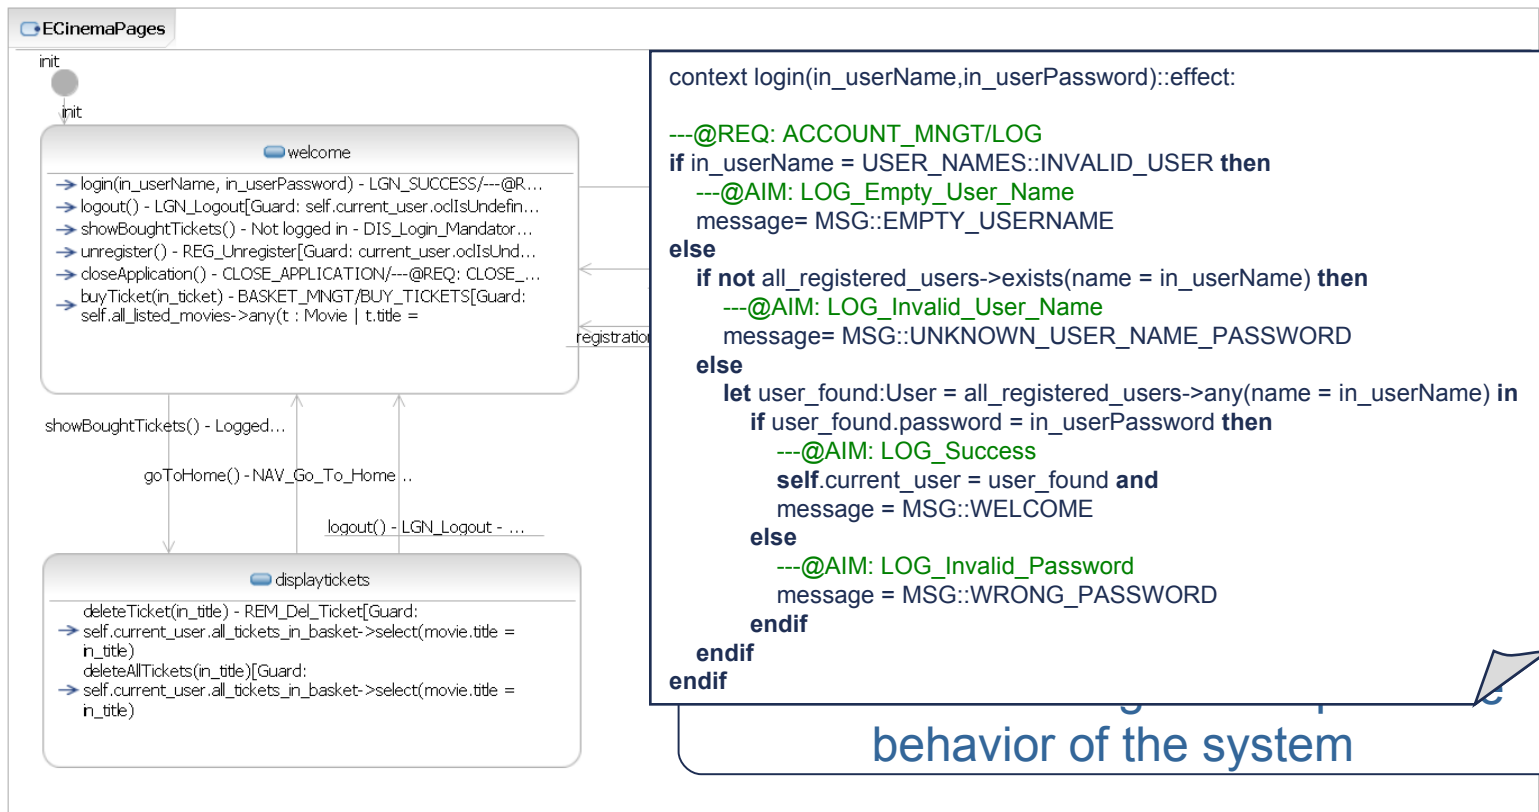 ECinemaPages
init
init
welcome
login(in_userName, in_userPassword) - LGN_SUCCESS/---@R...
logout() - LGN_Logout[Guard: self.current_user.oclIsUndefin...
showBoughtTickets() - Not logged in - DIS_Login_Mandator...
unregister() - REG_Unregister[Guard: current_user.oclIsUnd...
closeApplication() - CLOSE_APPLICATION/---@REQ: CLOSE_...
buyTicket(in_ticket) - BASKET_MNGT/BUY_TICKETS[Guard:
self.all_listed_movies->any(t : Movie | t.title =
registration
showBoughtTickets() - Logged...
goToHome() - NAV_Go_To_Home ..
logout() - LGN_Logout - ...
displaytickets
deleteTicket(in_title) - REM_Del_Ticket[Guard:
self.current_user.all_tickets_in_basket->select(movie.title =
in_title)
deleteAllTickets(in_title)[Guard:
self.current_user.all_tickets_in_basket->select(movie.title =
in_title)
context login(in_userName,in_userPassword)::effect:
---@REQ: ACCOUNT_MNGT/LOG
if in_userName = USER_NAMES::INVALID_USER then
---@AIM: LOG_Empty_User_Name
message= MSG::EMPTY_USERNAME
else
if not all_registered_users->exists(name = in_userName) then
---@AIM: LOG_Invalid_User_Name
message= MSG::UNKNOWN_USER_NAME_PASSWORD
else
let user_found:User = all_registered_users->any(name = in_userName) in
if user_found.password = in_userPassword then
---@AIM: LOG_Success
self.current_user = user_found and
message = MSG::WELCOME
else
---@AIM: LOG_Invalid_Password
message = MSG::WRONG_PASSWORD
endif
endif
endif
behavior of the system